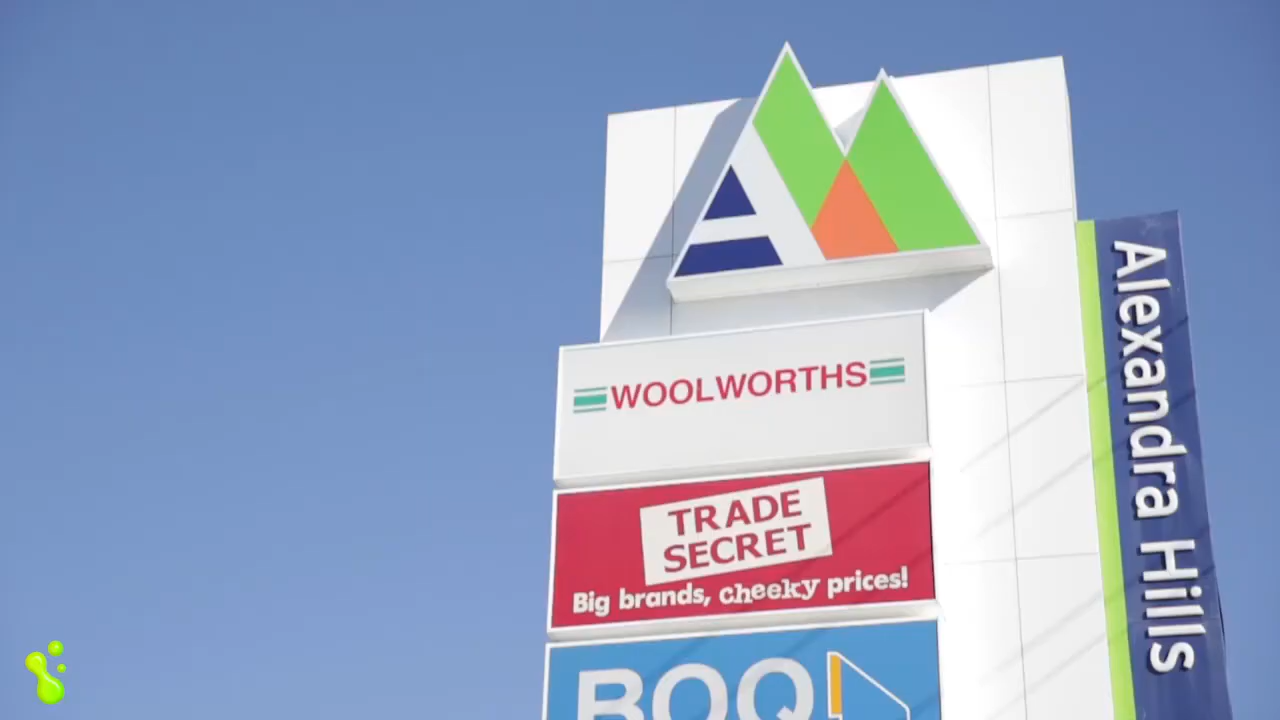 A
WOOLWORTHS
TRADE
SECRET
Big brands, cheeky prices!
BOQ
Alexandra Hills